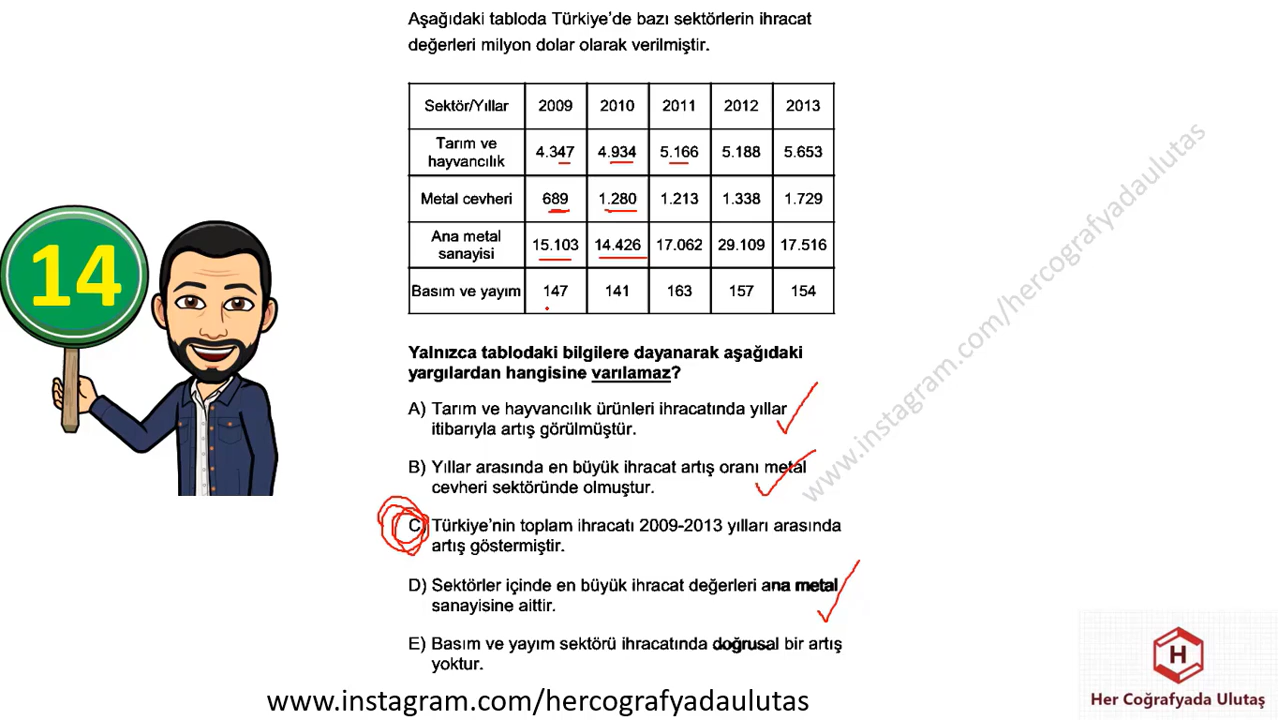 Aşağıdaki tabloda Türkiye'de bazı sektörlerin ihracat
değerleri milyon dolar olarak verilmiştir.
Sektör/Yıllar 2009 2010 2011 2012 2013
Tarım ve
hayvancılık 4.347 4.934 5.166 5.188 5.653
Metal cevheri 689 1.280 1.213 1.338 1.729
Ana metal
sanayisi 15.103 14.426 17.062 29.109 17.516
Basım ve yayım 147 141 163 157 154
14
Yalnızca tablodaki bilgilere dayanarak aşağıdaki
yargılardan hangisine varılamaz?
A) Tarım ve hayvancılık ürünleri ihracatında yıllar
itibarıyla artış görülmüştür.
B) Yıllar arasında en büyük ihracat artış oranı metal
cevheri sektöründe olmuştur.
C) Türkiye'nin toplam ihracatı 2009-2013 yılları arasında
artış göstermiştir.
D) Sektörler içinde en büyük ihracat değerleri ana metal
sanayisine aittir.
E) Basım ve yayım sektörü ihracatında doğrusal bir artış
yoktur.
www.instagram.com/hercografyadaulutas
www.instagram.com/hercografyadaulutas
H
Her Coğrafyada Ulutaş